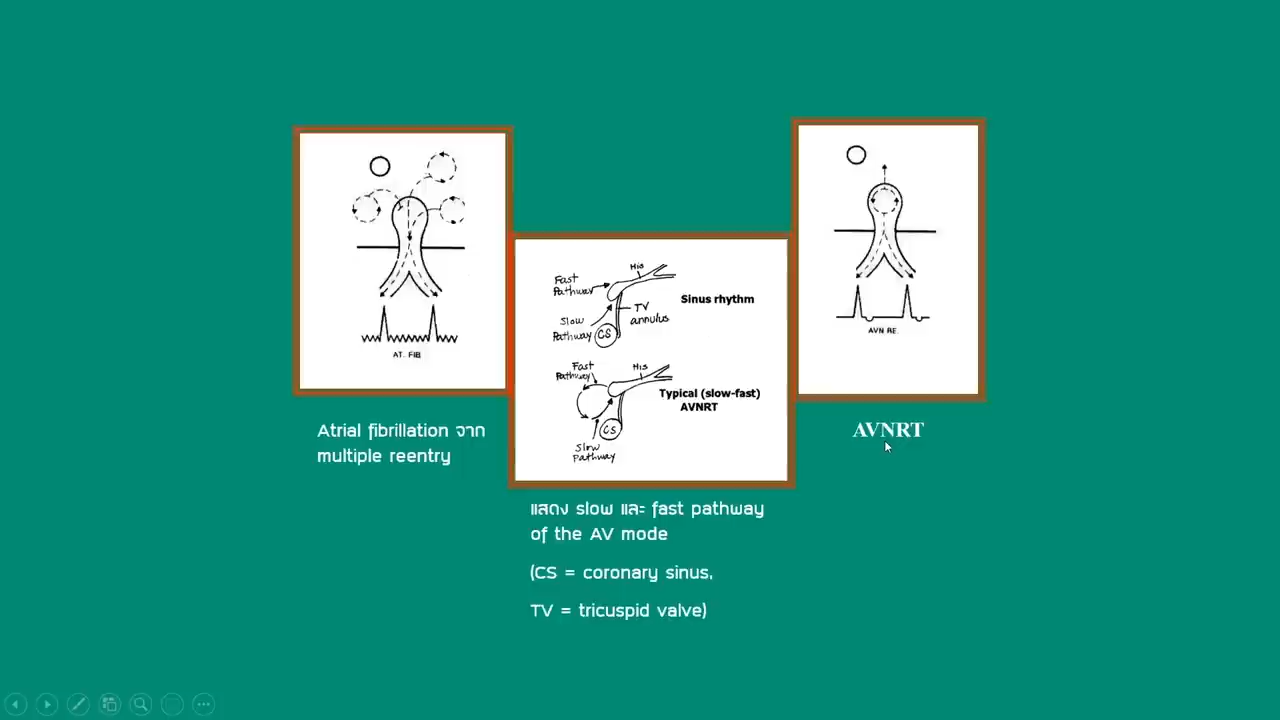 AT. FIB
Atrial fibrillation จาก
multiple reentry
His
Fast
Pathway
Sinus rhythm
TV
annulus
Slow
Pathway
CS
Fast
Pathway
His
Typical (slow-fast)
AVNRT
CS
Slow
Pathway
แสดง slow และ fast pathway
of the AV mode
(CS = coronary sinus,
TV = tricuspid valve)
AVN RE.
AVNRT